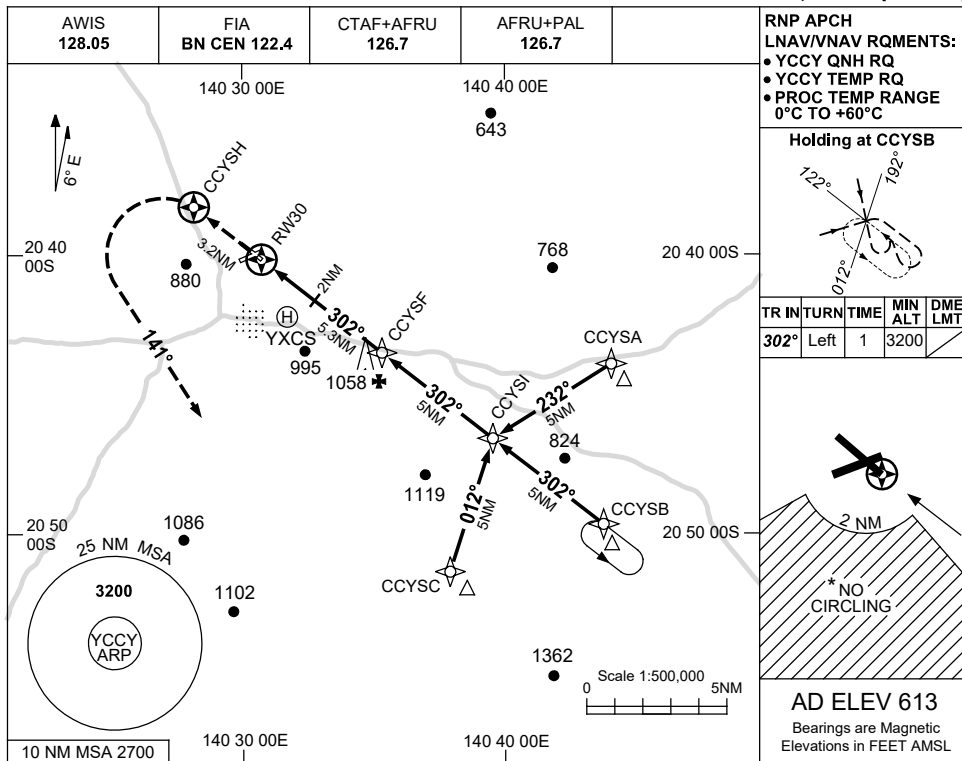 AWIS
128.05
FIA
BN CEN 122.4
CTAF+AFRU
126.7
AFRU+PAL
126.7
RNP APCH
LNAV/VNAV RQMENTS:
• YCCY QNH RQ
• YCCY TEMP RQ
• PROC TEMP RANGE
0°C TO +60°C
140 30 00E
140 40 00E
643
6° E
CCYSH
RW30
3.2NM
20 40
00S
880
768
20 40 00S
2NM
302°
5.3NM
CCYSF
H
YXCS
995
1058
141°
CCYSA
232°
5NM
CCYSI
302°
5NM
824
1119
012°
5NM
302°
5NM
CCYSB
CCYSC
20 50
00S
20 50 00S
1086
1102
1362
25 NM MSA
3200
YCCY
ARP
10 NM MSA 2700
140 30 00E
140 40 00E
Scale 1:500,000
0
5NM
Holding at CCYSB
122°
192°
012°
TR IN
TURN
TIME
MIN
ALT
DME
LMT
302°
Left
1
3200
2 NM
* NO
CIRCLING
AD ELEV 613
Bearings are Magnetic
Elevations in FEET AMSL